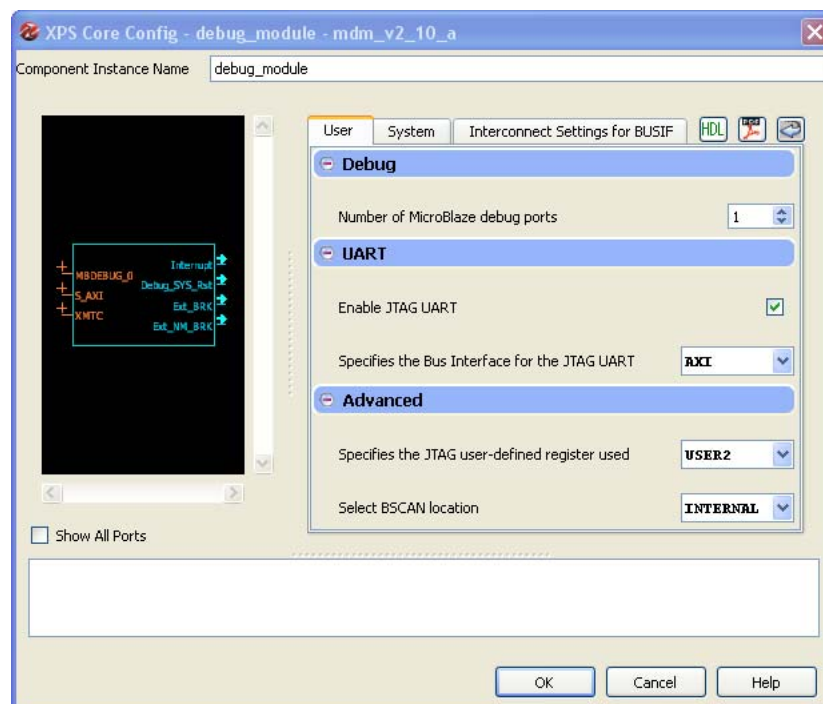 XPS Core Config - debug_module - mdm_v2_10_a
Component Instance Name debug_module
User System Interconnect Settings for BUSIF HDL PDF
Debug
Number of MicroBlaze debug ports 1
UART
Enable JTAG UART
Specifies the Bus Interface for the JTAG UART AXI
Advanced
Specifies the JTAG user-defined register used USER2
Select BSCAN location INTERNAL
MBDEBUG_0
S_AXI
XMTC
Interrupt
Debug_SYS_Rst
Ext_BRK
Ext_NM_BRK
Show All Ports
OK Cancel Help